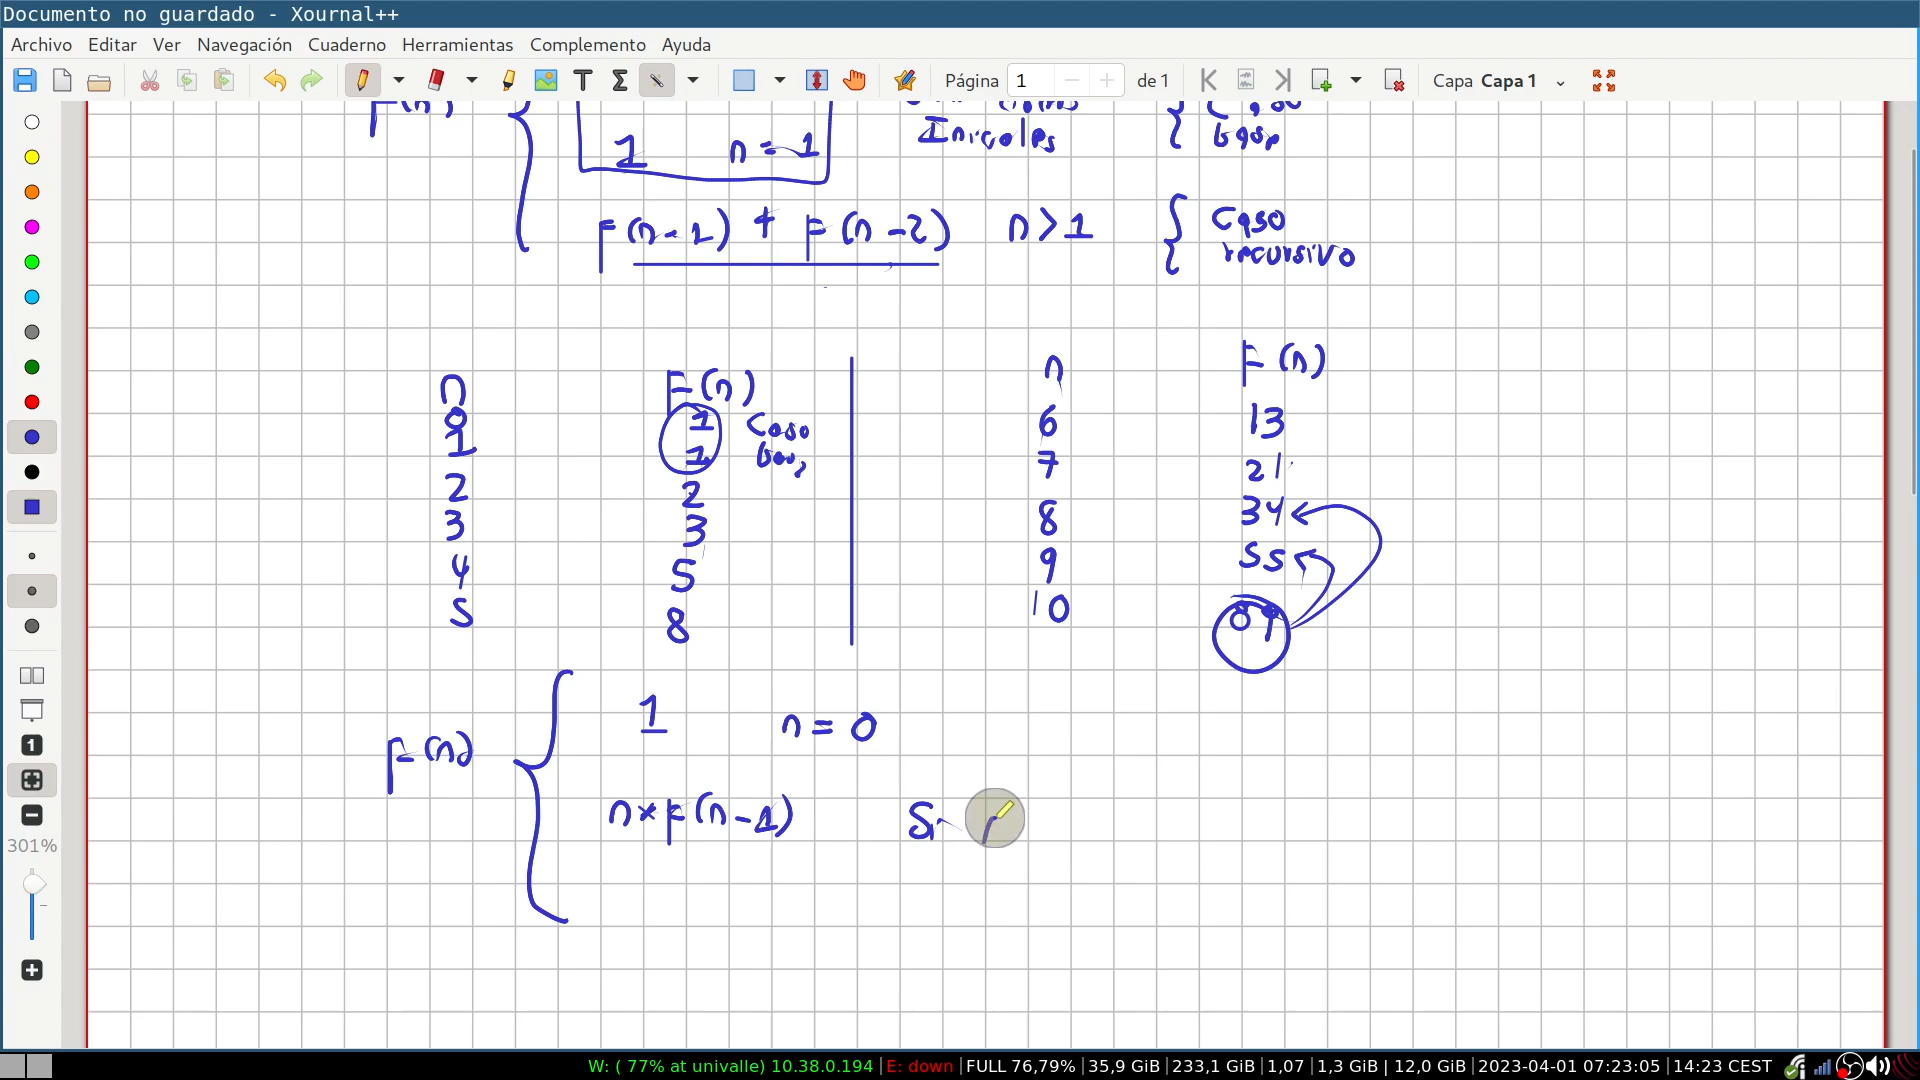 Documento no guardado - Xournal++
Archivo Editar Ver Navegación Cuaderno Herramientas Complemento Ayuda
Página 1 de 1 Capa Capa 1
F(n)
Iniciales
1 n = 1
F(n-1) + F(n-2) n>1 Caso
recursivo
n F(n) n F(n)
0 1 Caso 6 13
1 1 7 21
2 2 8 34
3 3 9 55
4 5 10 89
5 8
1 n = 0
F(n)
n*F(n-1)
301%
W: ( 77% at univalle) 10.38.0.194 |E: down |FULL 76,79% |35,9 GiB |233,1 GiB |1,07 |1,3 GiB | 12,0 GiB |2023-04-01 07:23:05 |14:23 CEST